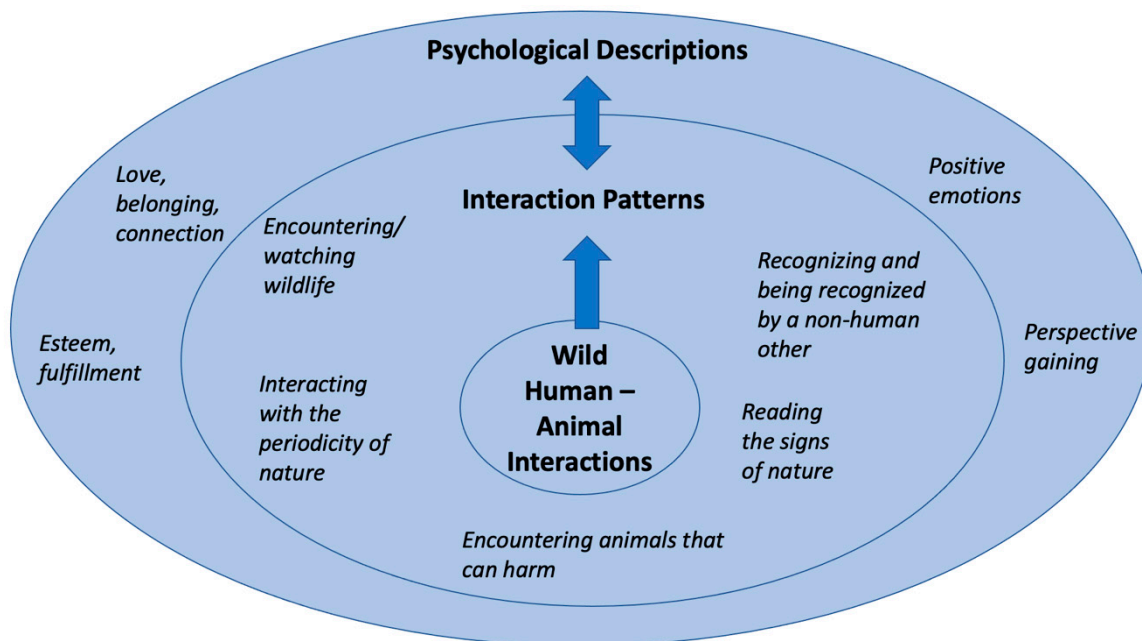 Psychological Descriptions
Love,
belonging,
connection
Positive
emotions
Interaction Patterns
Encountering/
watching
wildlife
Recognizing and
being recognized
by a non-human
other
Esteem,
fulfillment
Perspective
gaining
Wild
Human –
Animal
Interactions
Interacting
with the
periodicity of
nature
Reading
the signs
of nature
Encountering animals that
can harm